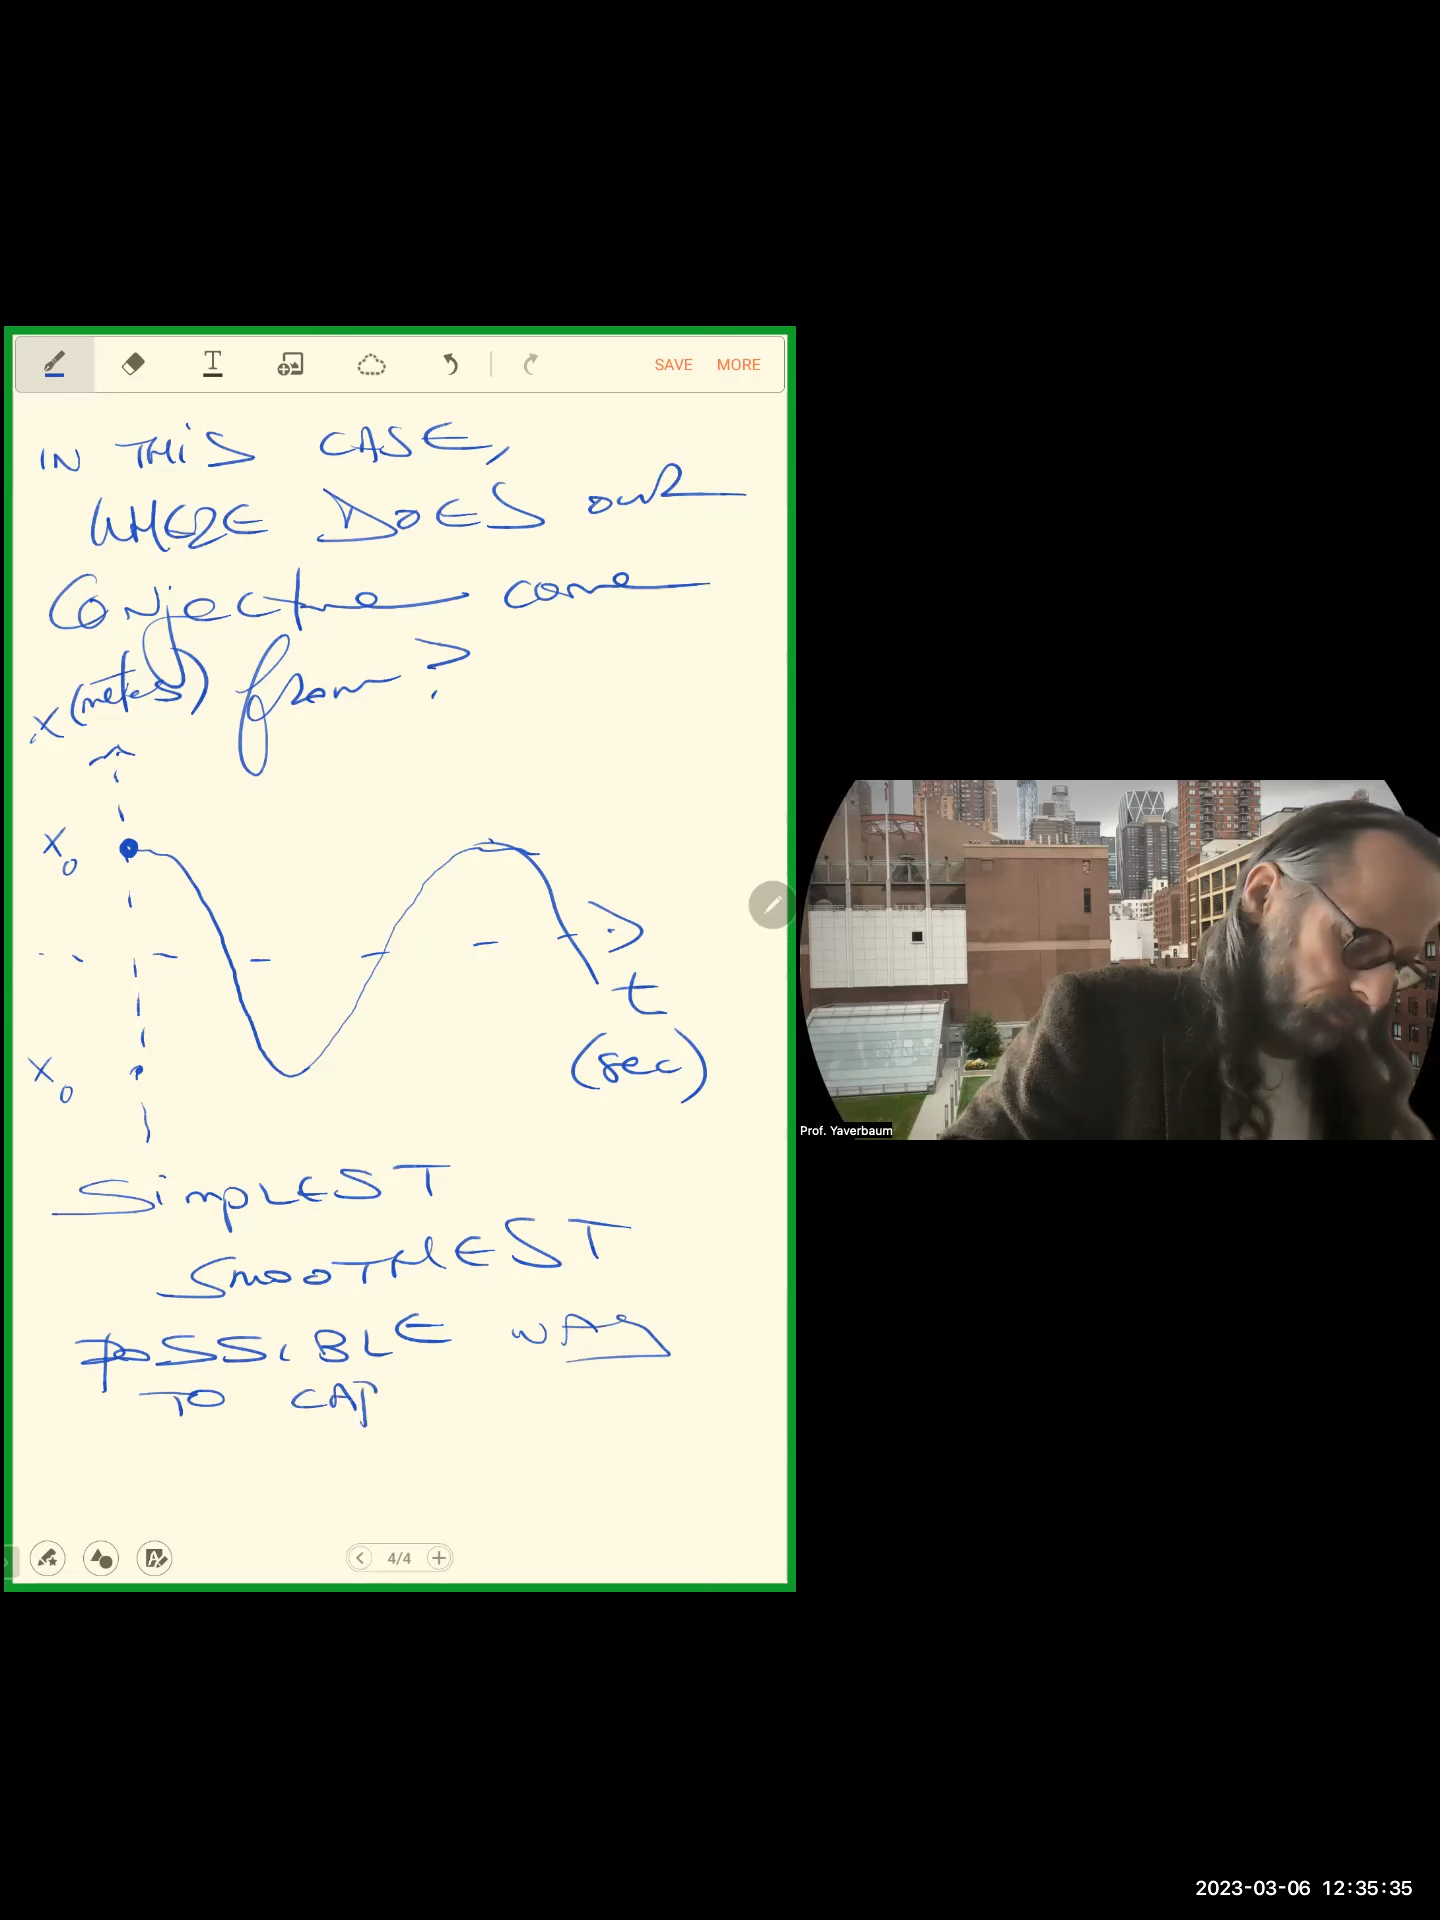 SAVE MORE
IN THIS CASE,
WHERE DOES our
Conjecture come
from?
x (meters)
x0
t
(sec)
x0
SimpLEST
SmOOTHEST
POSSIBLE WAY
TO CAP
4/4
Prof. Yaverbaum
2023-03-06 12:35:35